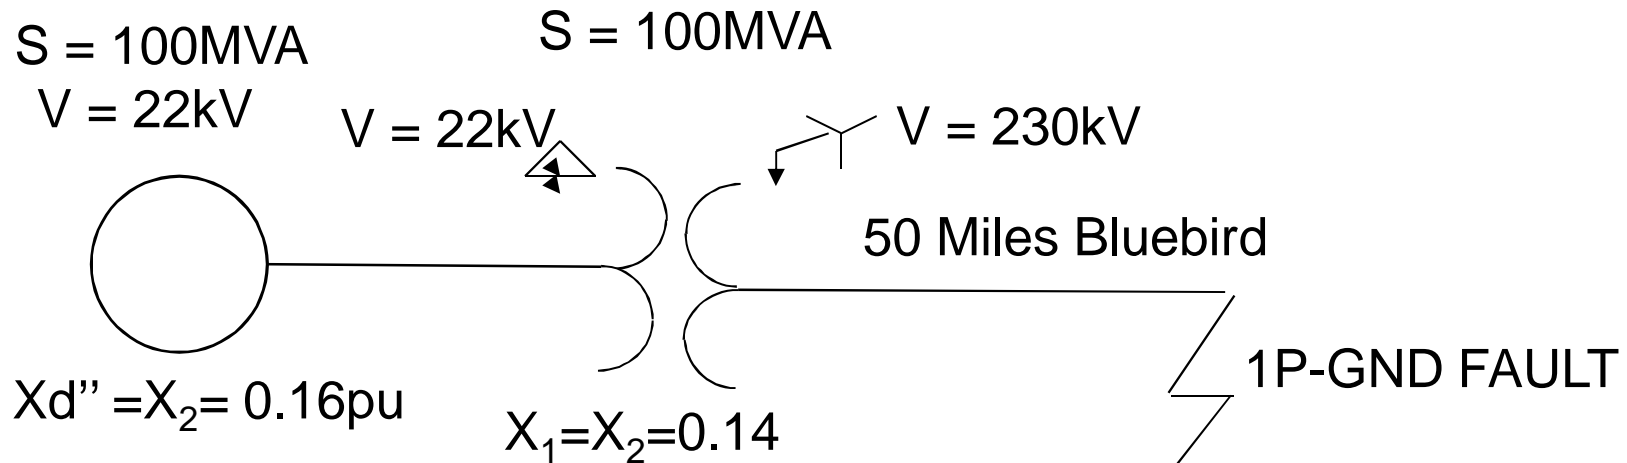 S = 100MVA
V = 22kV
S = 100MVA
V = 22kV
V = 230kV
50 Miles Bluebird
1P-GND FAULT
Xd’’ =X₂= 0.16pu
X₁=X₂=0.14